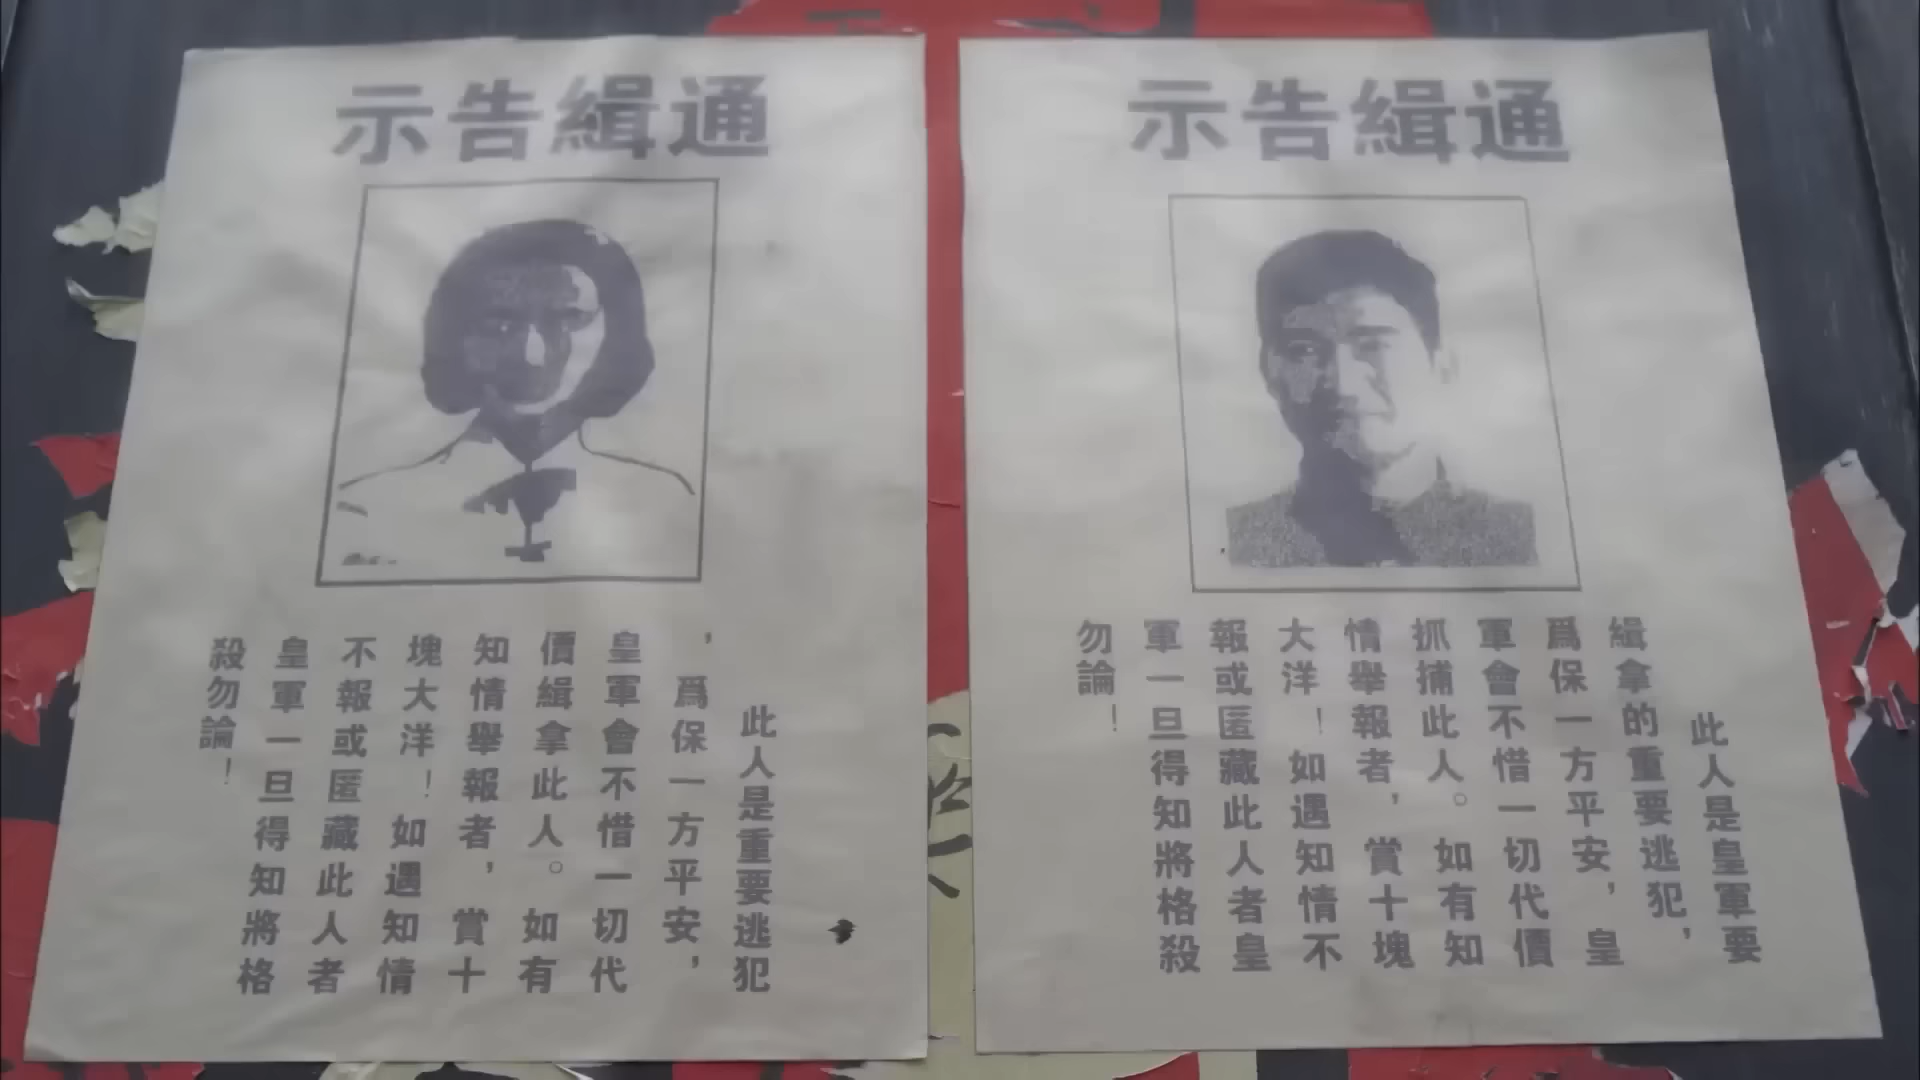 通緝告示
此人是重要逃犯
，爲保一方平安，
皇軍會不惜一切代
價緝拿此人。如有
知情舉報者，賞十
塊大洋！如遇知情
不報或匿藏此人者
皇軍一旦得知將格
殺勿論！
通緝告示
此人是皇軍要
緝拿的重要逃犯，
爲保一方平安，皇
軍會不惜一切代價
抓捕此人。如有知
情舉報者，賞十塊
大洋！如遇知情不
報或匿藏此人者皇
軍一旦得知將格殺
勿論！